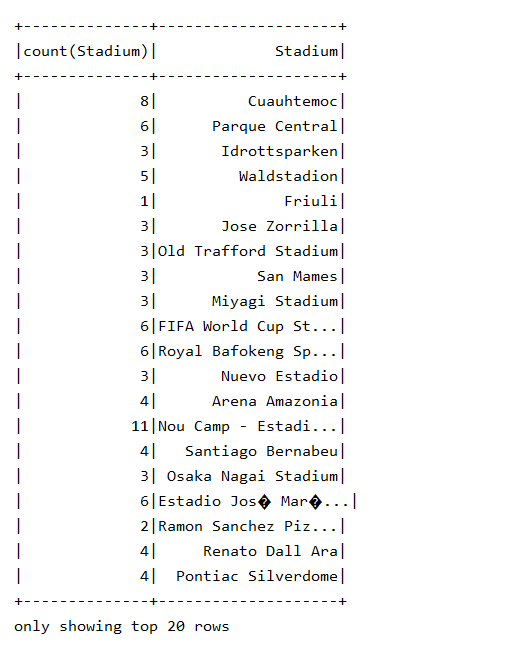 +--------------+--------------------+
|count(Stadium)|             Stadium|
+--------------+--------------------+
|             8|          Cuauhtemoc|
|             6|      Parque Central|
|             3|       Idrottsparken|
|             5|         Waldstadion|
|             1|              Friuli|
|             3|       Jose Zorrilla|
|             3|Old Trafford Stadium|
|             3|           San Mames|
|             3|      Miyagi Stadium|
|             6|FIFA World Cup St...|
|             6|Royal Bafokeng Sp...|
|             3|       Nuevo Estadio|
|             4|      Arena Amazonia|
|            11|Nou Camp - Estadi...|
|             4|   Santiago Bernabeu|
|             3| Osaka Nagai Stadium|
|             6|Estadio Jos� Mar�...|
|             2|Ramon Sanchez Piz...|
|             4|     Renato Dall Ara|
|             4|  Pontiac Silverdome|
+--------------+--------------------+
only showing top 20 rows